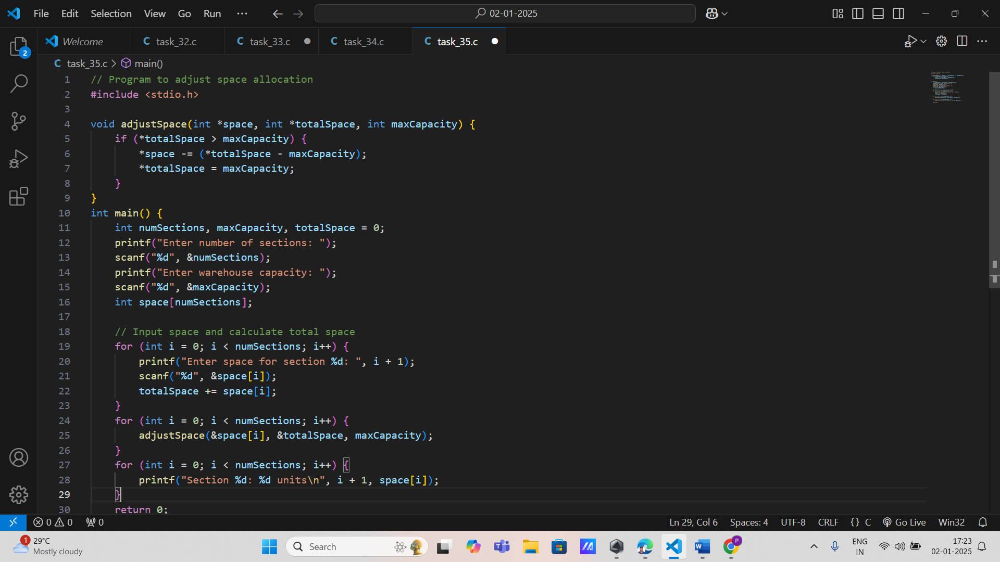 File Edit Selection View Go Run ··· 02-01-2025
2
Welcome C task_32.c C task_33.c C task_34.c C task_35.c
C task_35.c > main()
1 // Program to adjust space allocation
2 #include <stdio.h>
3
4 void adjustSpace(int *space, int *totalSpace, int maxCapacity) {
5 if (*totalSpace > maxCapacity) {
6 *space -= (*totalSpace - maxCapacity);
7 *totalSpace = maxCapacity;
8 }
9 }
10 int main() {
11 int numSections, maxCapacity, totalSpace = 0;
12 printf("Enter number of sections: ");
13 scanf("%d", &numSections);
14 printf("Enter warehouse capacity: ");
15 scanf("%d", &maxCapacity);
16 int space[numSections];
17
18 // Input space and calculate total space
19 for (int i = 0; i < numSections; i++) {
20 printf("Enter space for section %d: ", i + 1);
21 scanf("%d", &space[i]);
22 totalSpace += space[i];
23 }
24 for (int i = 0; i < numSections; i++) {
25 adjustSpace(&space[i], &totalSpace, maxCapacity);
26 }
27 for (int i = 0; i < numSections; i++) {
28 printf("Section %d: %d units\n", i + 1, space[i]);
29 }
30 return 0;
0 0 0 Ln 29, Col 6 Spaces: 4 UTF-8 CRLF {} C Go Live Win32
1 29°C
Mostly cloudy
Search
W
P
ENG
IN
17:23
02-01-2025